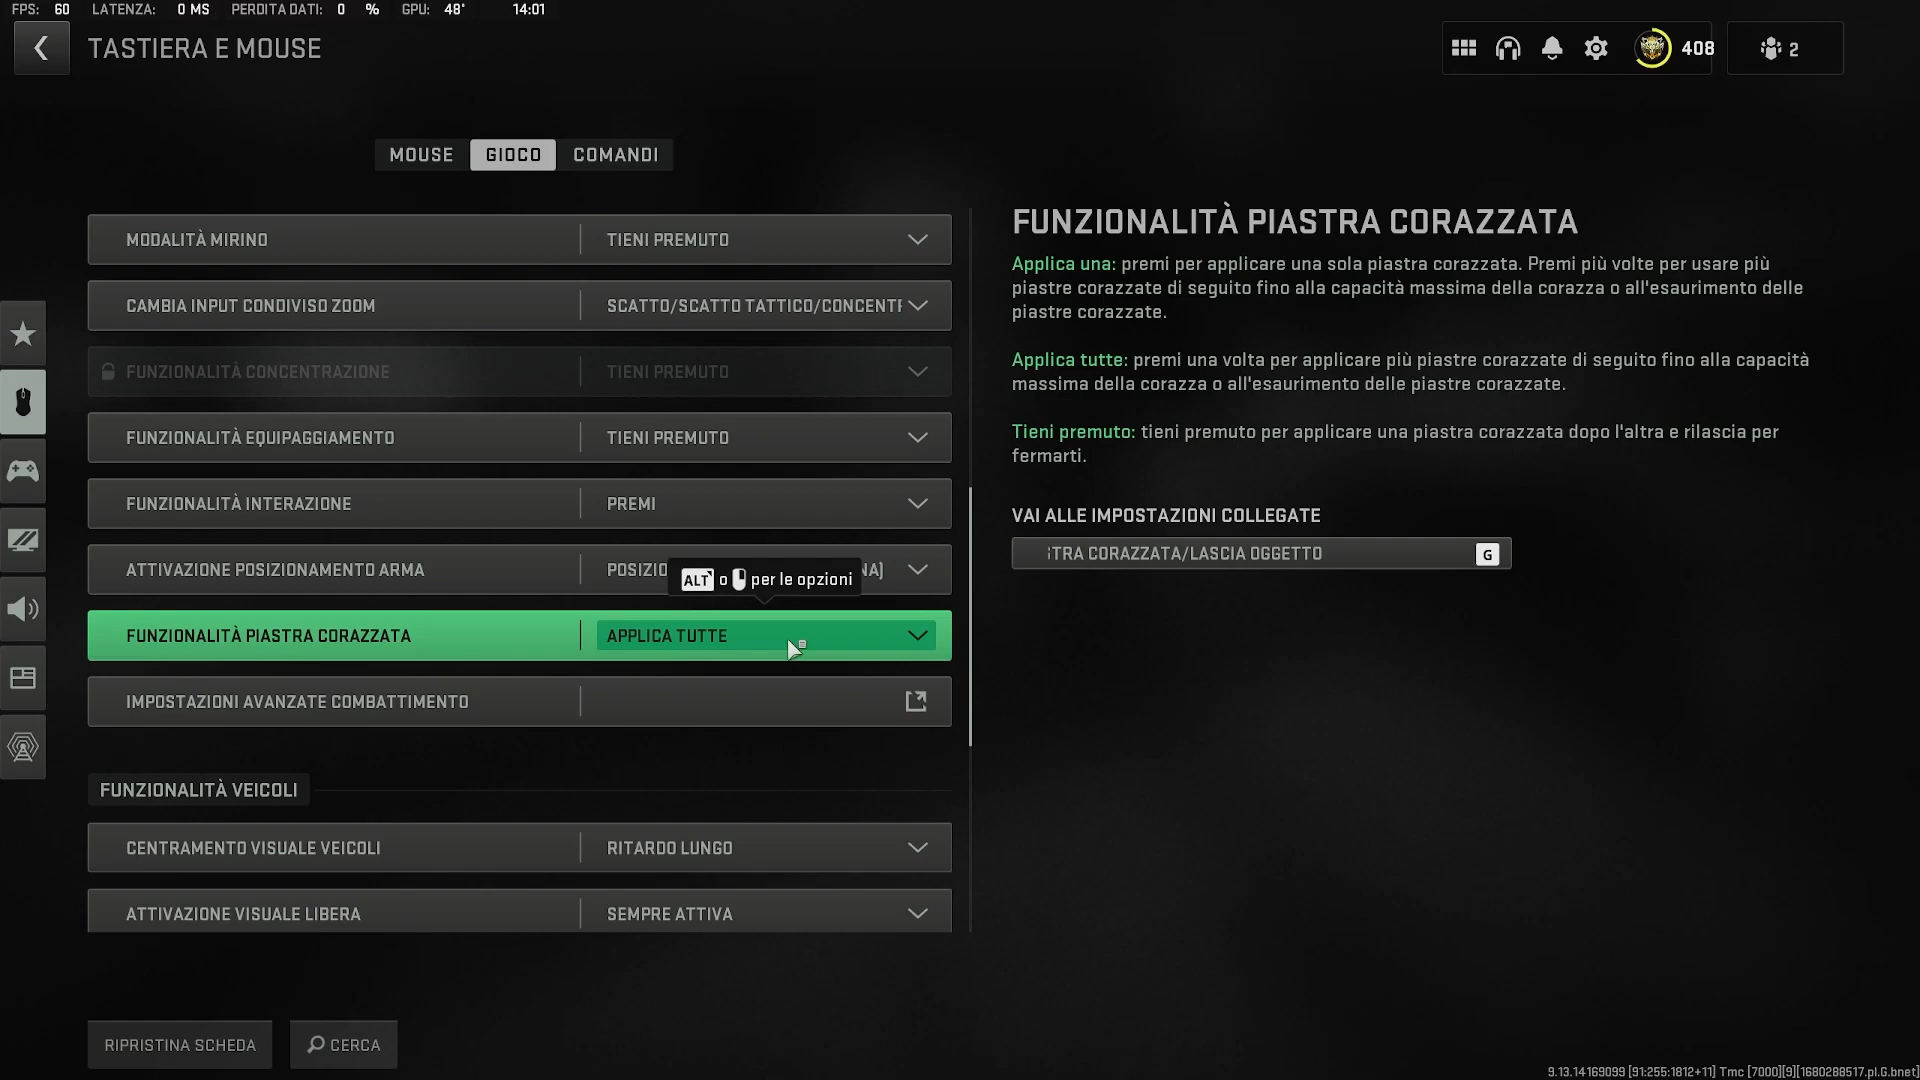 FPS: 60 LATENZA: 0 MS PERDITA DATI: 0 % GPU: 48° 14:01
TASTIERA E MOUSE
408
2
MOUSE GIOCO COMANDI
MODALITÀ MIRINO TIENI PREMUTO
CAMBIA INPUT CONDIVISO ZOOM SCATTO/SCATTO TATTICO/CONCENTR
FUNZIONALITÀ CONCENTRAZIONE TIENI PREMUTO
FUNZIONALITÀ EQUIPAGGIAMENTO TIENI PREMUTO
FUNZIONALITÀ INTERAZIONE PREMI
ATTIVAZIONE POSIZIONAMENTO ARMA POSIZIO NA)
ALT o per le opzioni
FUNZIONALITÀ PIASTRA CORAZZATA APPLICA TUTTE
IMPOSTAZIONI AVANZATE COMBATTIMENTO
FUNZIONALITÀ VEICOLI
CENTRAMENTO VISUALE VEICOLI RITARDO LUNGO
ATTIVAZIONE VISUALE LIBERA SEMPRE ATTIVA
RIPRISTINA SCHEDA CERCA
FUNZIONALITÀ PIASTRA CORAZZATA
Applica una: premi per applicare una sola piastra corazzata. Premi più volte per usare più
piastre corazzate di seguito fino alla capacità massima della corazza o all'esaurimento delle
piastre corazzate.
Applica tutte: premi una volta per applicare più piastre corazzate di seguito fino alla capacità
massima della corazza o all'esaurimento delle piastre corazzate.
Tieni premuto: tieni premuto per applicare una piastra corazzata dopo l'altra e rilascia per
fermarti.
VAI ALLE IMPOSTAZIONI COLLEGATE
STRA CORAZZATA/LASCIA OGGETTO G
9.13.14169099 [91:255:1812+11] Tmc [7000][9][1680288517.pl.G.bnet]